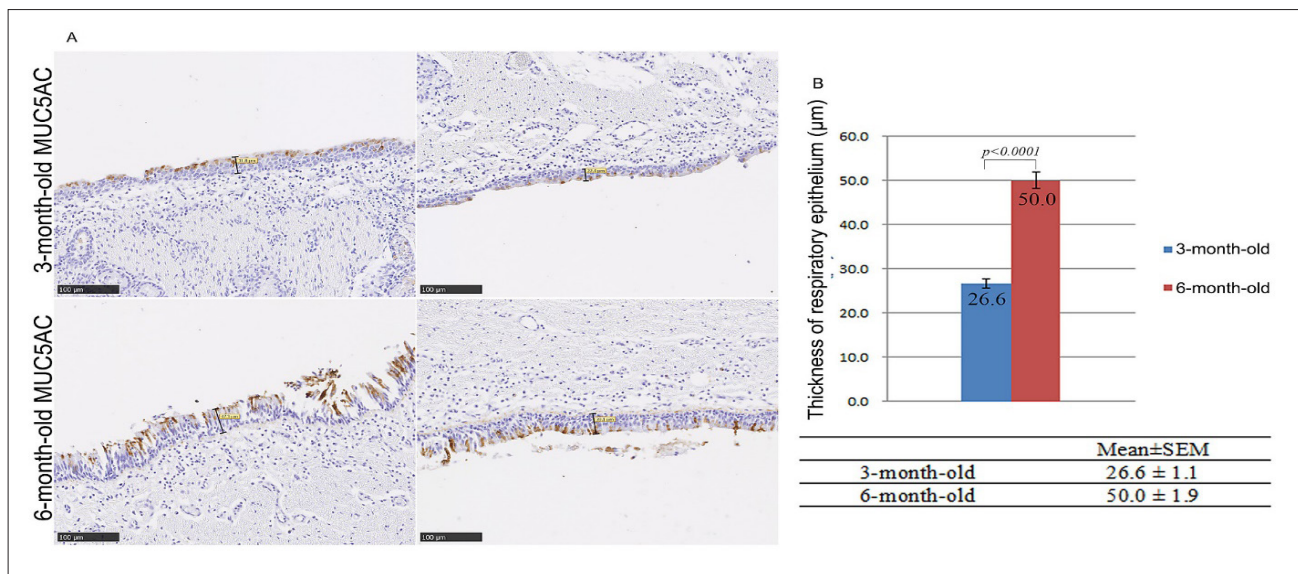 A
3-month-old MUC5AC
100 µm
100 µm
6-month-old MUC5AC
100 µm
100 µm
B
Thickness of respiratory epithelium (µm)
60.0
50.0
40.0
30.0
20.0
10.0
0.0
p<0.0001
26.6
50.0
3-month-old
6-month-old
Mean±SEM
3-month-old 26.6 ± 1.1
6-month-old 50.0 ± 1.9